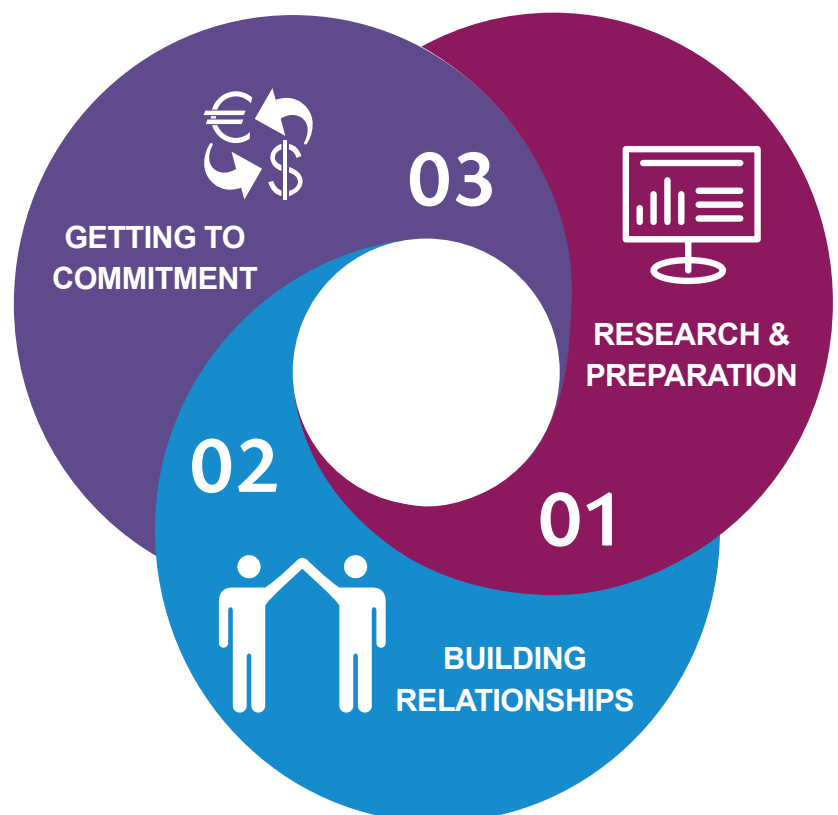 03
GETTING TO
COMMITMENT
RESEARCH &
PREPARATION
02
01
BUILDING
RELATIONSHIPS